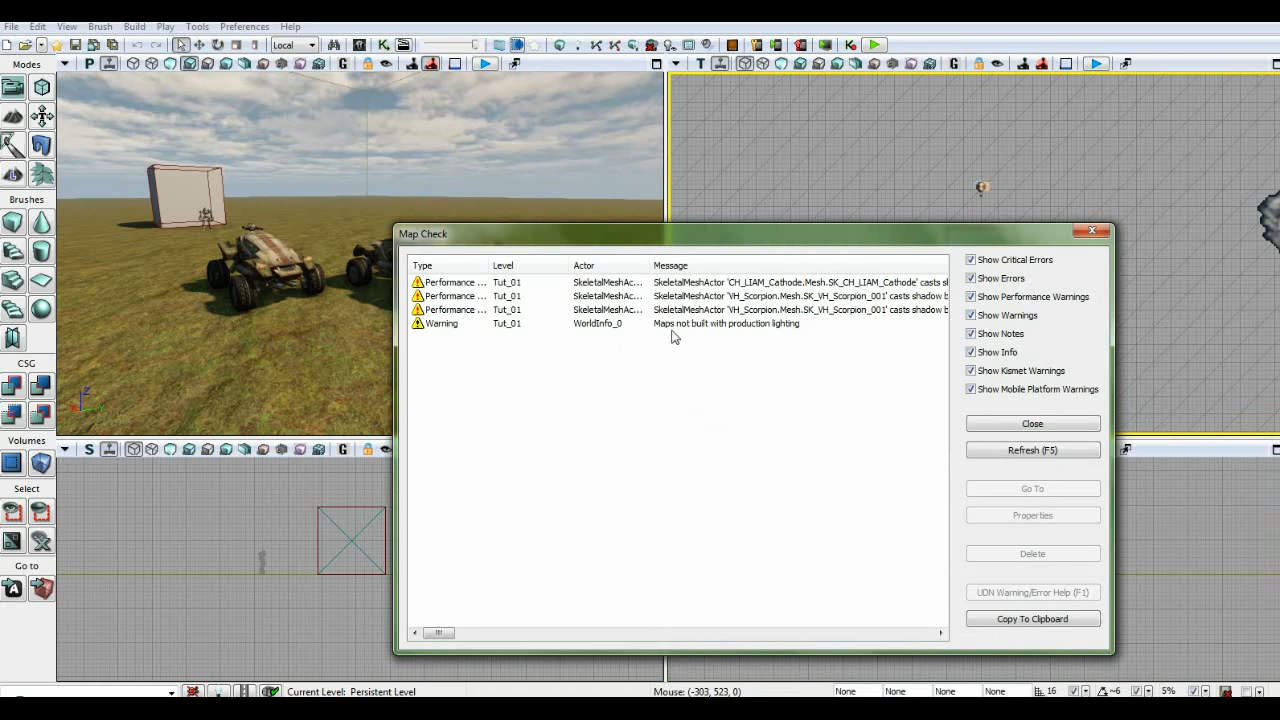 File Edit View Brush Build Play Tools Preferences Help
Local
Modes
P
G
T
G
Brushes
CSG
Volumes
Select
Go to
S
G
Map Check
Type Level Actor Message
Performance ... Tut_01 SkeletalMeshAc... SkeletalMeshActor 'CH_LIAM_Cathode.Mesh.SK_CH_LIAM_Cathode' casts sl
Performance ... Tut_01 SkeletalMeshAc... SkeletalMeshActor 'VH_Scorpion.Mesh.SK_VH_Scorpion_001' casts shadow b
Performance ... Tut_01 SkeletalMeshAc... SkeletalMeshActor 'VH_Scorpion.Mesh.SK_VH_Scorpion_001' casts shadow b
Warning Tut_01 WorldInfo_0 Maps not built with production lighting
Show Critical Errors
Show Errors
Show Performance Warnings
Show Warnings
Show Notes
Show Info
Show Kismet Warnings
Show Mobile Platform Warnings
Close
Refresh (F5)
Go To
Properties
Delete
UDN Warning/Error Help (F1)
Copy To Clipboard
Current Level: Persistent Level
Mouse: (-303, 523, 0)
None None None None 16 ~6 5%